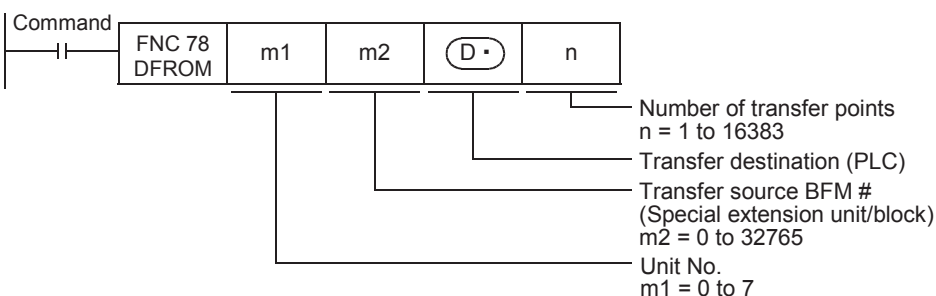 Command
FNC 78
DFROM
m1
m2
D •
n
Number of transfer points
n = 1 to 16383
Transfer destination (PLC)
Transfer source BFM #
(Special extension unit/block)
m2 = 0 to 32765
Unit No.
m1 = 0 to 7